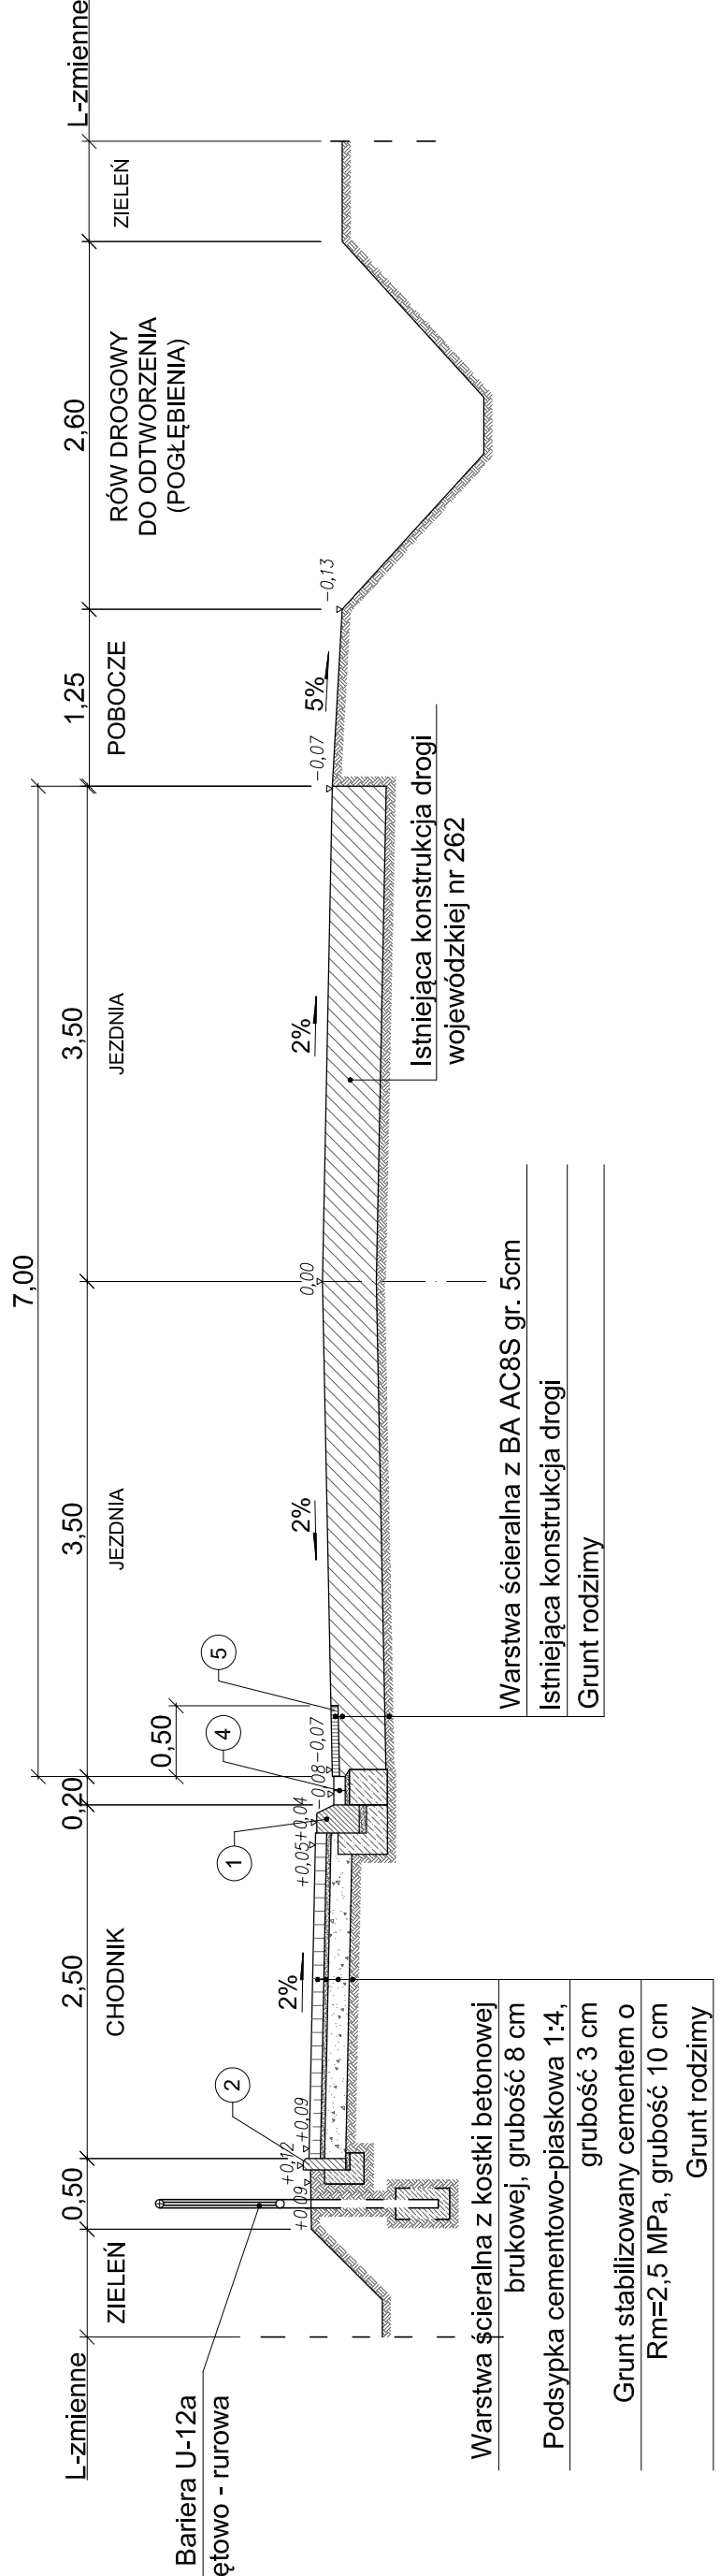 L-zmienne
0,50
2,50
0,20
7,00
3,50
3,50
1,25
2,60
L-zmienne
ZIELEŃ
CHODNIK
0,50
JEZDNIA
JEZDNIA
POBOCZE
RÓW DROGOWY
DO ODTWORZENIA
(POGŁĘBIENIA)
ZIELEŃ
Bariera U-12a
ętowo - rurowa
2
1
4
5
2%
2%
2%
5%
+0,09
+0,12
+0,09
+0,05
+0,04
-0,08
-0,07
0,00
-0,07
-0,13
Istniejąca konstrukcja drogi
wojewódzkiej nr 262
Warstwa ścieralna z BA AC8S gr. 5cm
Istniejąca konstrukcja drogi
Grunt rodzimy
Warstwa ścieralna z kostki betonowej
brukowej, grubość 8 cm
Podsypka cementowo-piaskowa 1:4,
grubość 3 cm
Grunt stabilizowany cementem o
Rm=2,5 MPa, grubość 10 cm
Grunt rodzimy